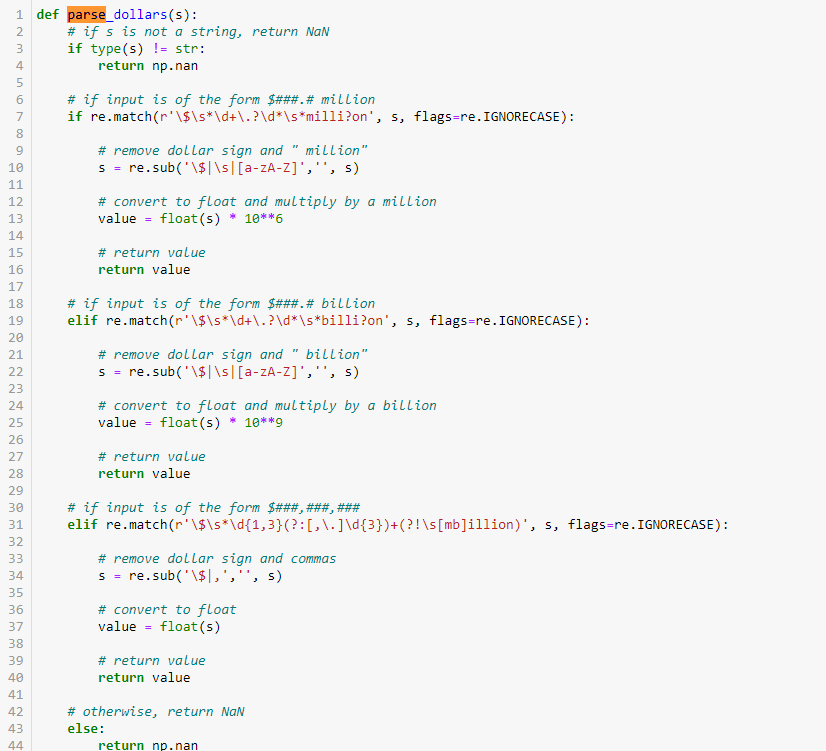 1 def parse_dollars(s):
2     # if s is not a string, return NaN
3     if type(s) != str:
4         return np.nan
5
6     # if input is of the form $###.# million
7     if re.match(r'\$\s*\d+\.?\d*\s*milli?on', s, flags=re.IGNORECASE):
8
9         # remove dollar sign and " million"
10         s = re.sub('\$|\s|[a-zA-Z]','', s)
11
12         # convert to float and multiply by a million
13         value = float(s) * 10**6
14
15         # return value
16         return value
17
18     # if input is of the form $###.# billion
19     elif re.match(r'\$\s*\d+\.?\d*\s*billi?on', s, flags=re.IGNORECASE):
20
21         # remove dollar sign and " billion"
22         s = re.sub('\$|\s|[a-zA-Z]','', s)
23
24         # convert to float and multiply by a billion
25         value = float(s) * 10**9
26
27         # return value
28         return value
29
30     # if input is of the form $###,###,###
31     elif re.match(r'\$\s*\d{1,3}(?:[,\.]\d{3})+(?!\s[mb]illion)', s, flags=re.IGNORECASE):
32
33         # remove dollar sign and commas
34         s = re.sub('\$|,','', s)
35
36         # convert to float
37         value = float(s)
38
39         # return value
40         return value
41
42     # otherwise, return NaN
43     else:
44         return np.nan